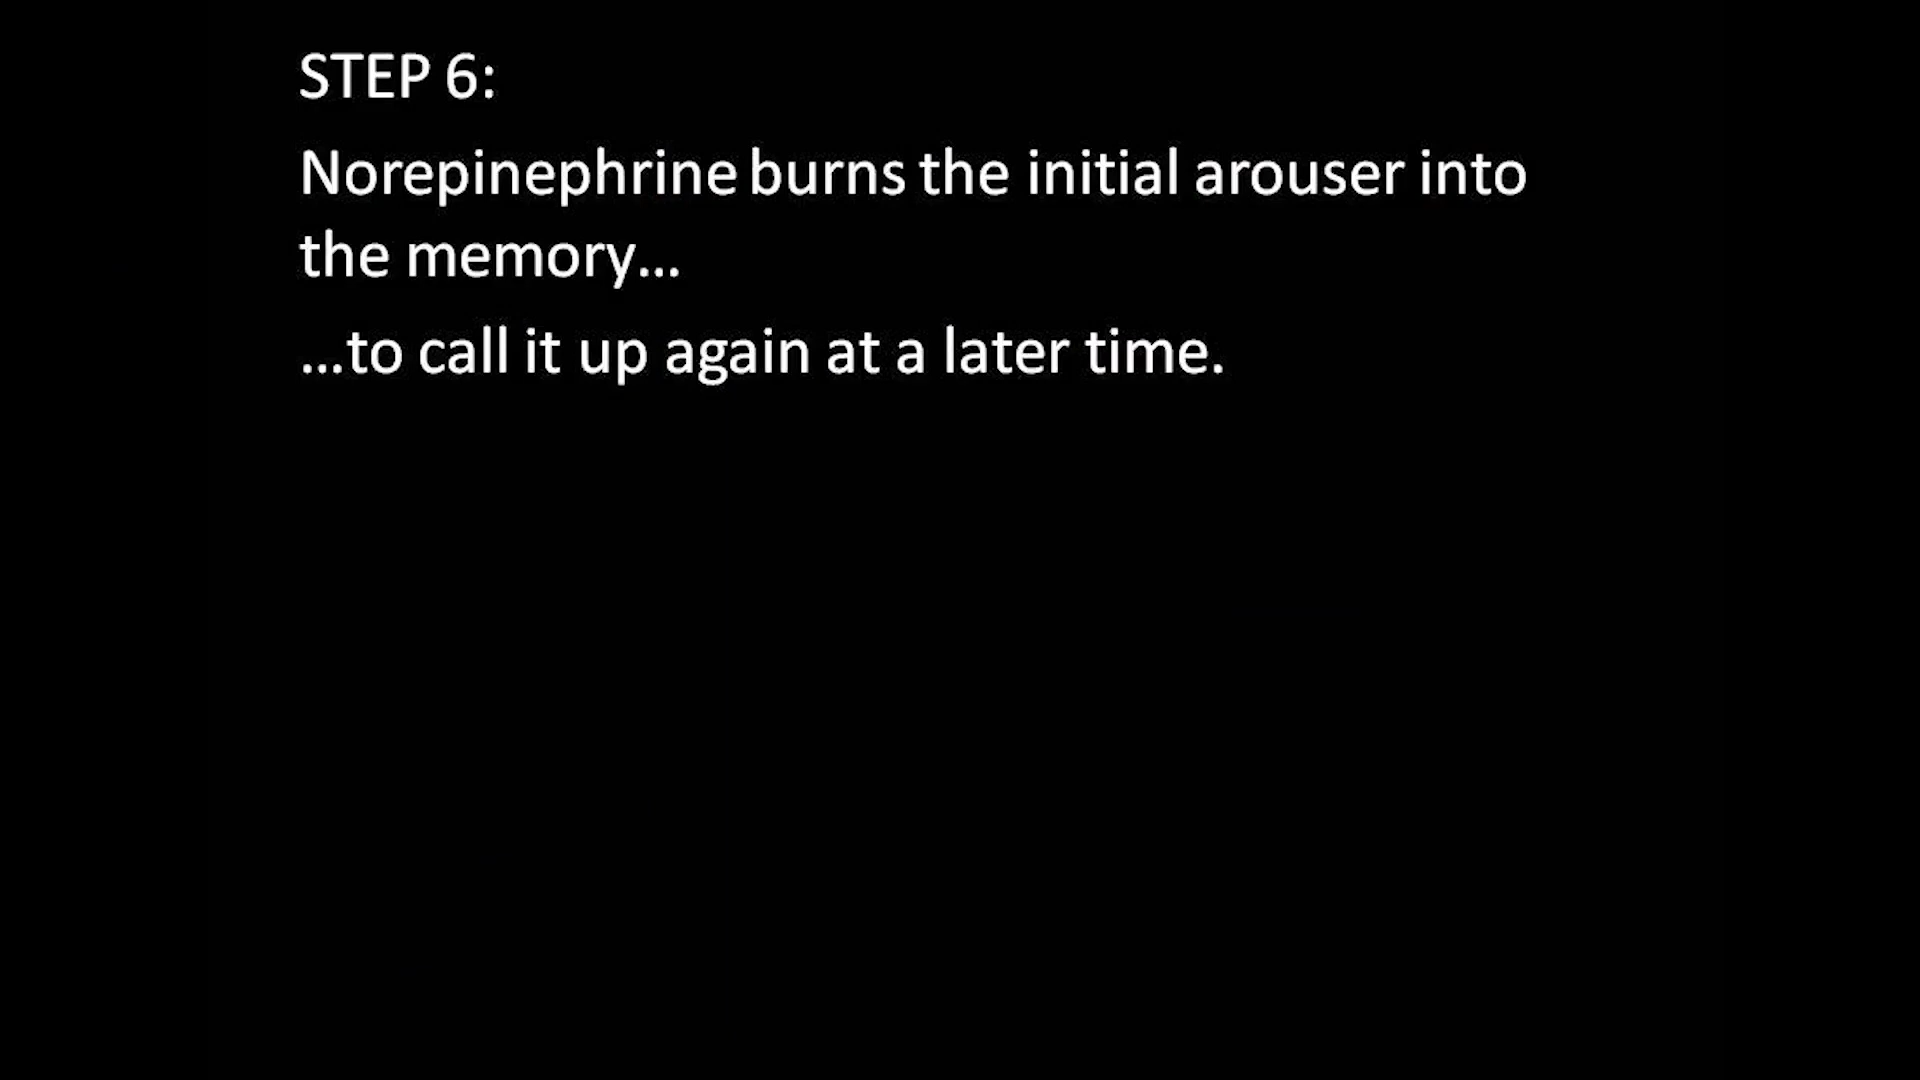 STEP 6:
Norepinephrine burns the initial arouser into
the memory…
…to call it up again at a later time.